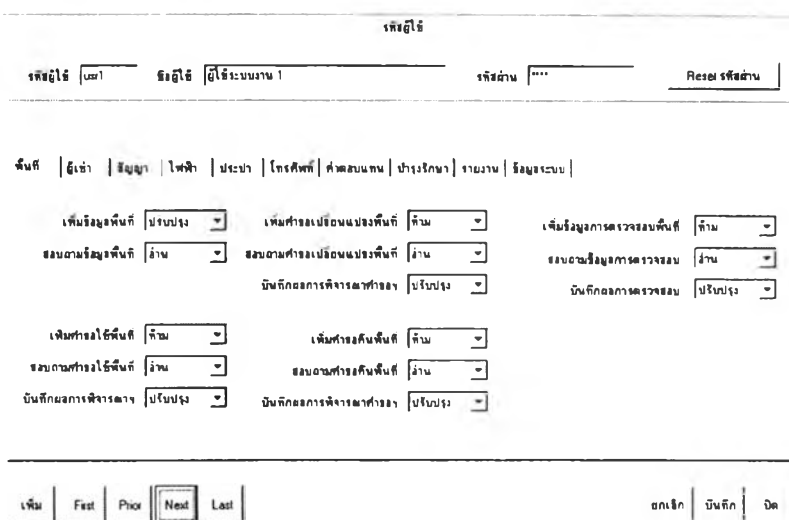 รหัสผู้ใช้
รหัสผู้ใช้ usr1 ชื่อผู้ใช้ ผู้ใช้ระบบงาน 1 รหัสผ่าน **** Reset รหัสผ่าน
พื้นที่ ผู้เช่า สัญญา ไฟฟ้า ประปา โทรศัพท์ ค่าตอบแทน บำรุงรักษา รายงาน ข้อมูลระบบ
เพิ่มข้อมูลพื้นที่ ปรับปรุง เพิ่มคำขอเปลี่ยนแปลงพื้นที่ ห้าม เพิ่มข้อมูลการตรวจสอบพื้นที่ ห้าม
สอบถามข้อมูลพื้นที่ อ่าน สอบถามคำขอเปลี่ยนแปลงพื้นที่ อ่าน สอบถามข้อมูลการตรวจสอบ อ่าน
บันทึกผลการพิจารณาคำขอฯ ปรับปรุง บันทึกผลการตรวจสอบ ปรับปรุง
เพิ่มคำขอใช้พื้นที่ ห้าม เพิ่มคำขอคืนพื้นที่ ห้าม
สอบถามคำขอใช้พื้นที่ อ่าน สอบถามคำขอคืนพื้นที่ อ่าน
บันทึกผลการพิจารณาฯ ปรับปรุง บันทึกผลการพิจารณาคำขอฯ ปรับปรุง
เพิ่ม First Prior Next Last ยกเลิก บันทึก ปิด